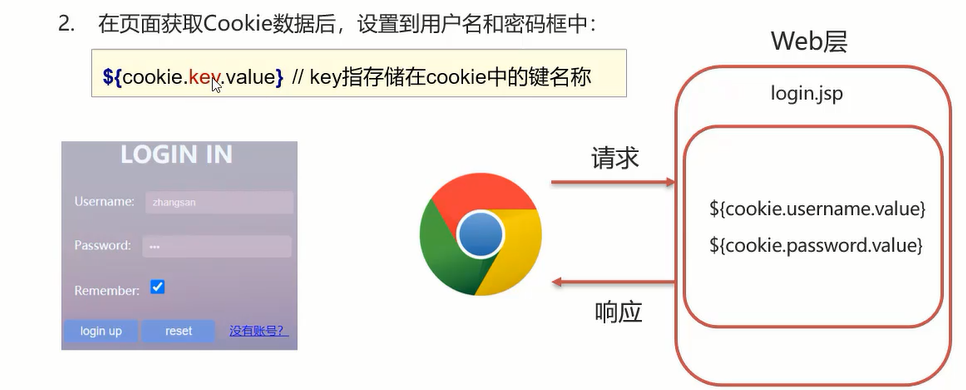 2. 在页面获取Cookie数据后，设置到用户名和密码框中：
${cookie.key.value} // key指存储在cookie中的键名称
Web层
login.jsp
LOGIN IN
Username: zhangsan
Password: •••
Remember:
login up reset 没有账号？
请求
响应
${cookie.username.value}
${cookie.password.value}